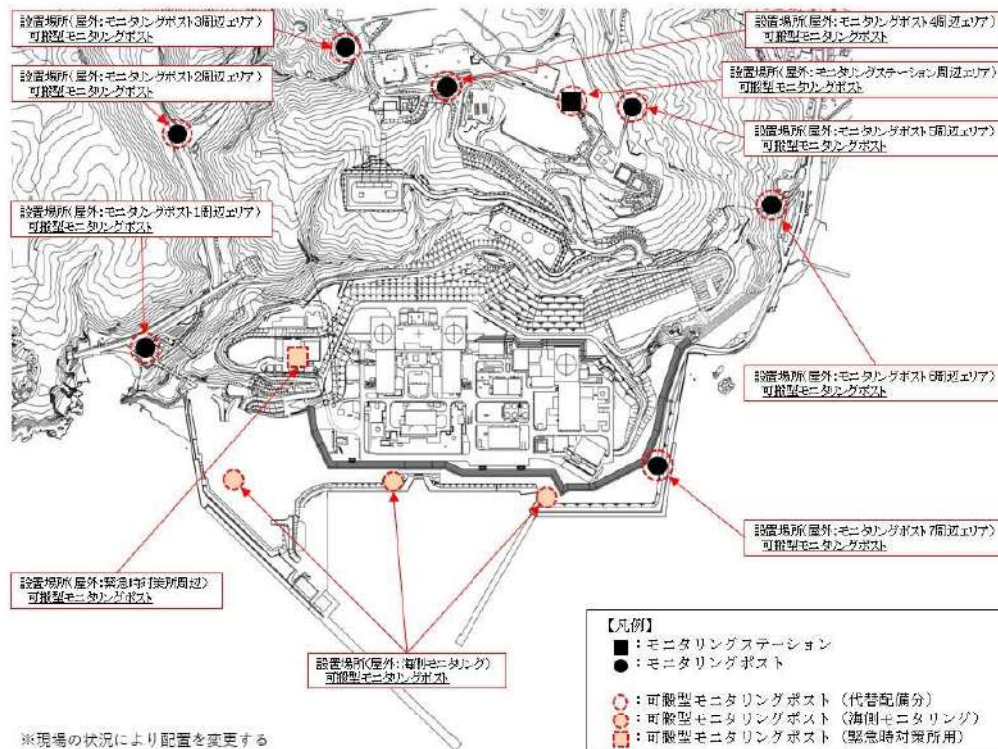 設置場所(屋外:モニタリングポスト3周辺エリア)
可搬型モニタリングポスト
設置場所(屋外:モニタリングポスト4周辺エリア)
可搬型モニタリングポスト
設置場所(屋外:モニタリングポスト2周辺エリア)
可搬型モニタリングポスト
設置場所(屋外:モニタリングステーション周辺エリア)
可搬型モニタリングポスト
設置場所(屋外:モニタリングポスト5周辺エリア)
可搬型モニタリングポスト
設置場所(屋外:モニタリングポスト1周辺エリア)
可搬型モニタリングポスト
設置場所(屋外:モニタリングポスト6周辺エリア)
可搬型モニタリングポスト
設置場所(屋外:モニタリングポスト7周辺エリア)
可搬型モニタリングポスト
設置場所(屋外:緊急時対策所周辺)
可搬型モニタリングポスト
設置場所(屋外:海側モニタリング)
可搬型モニタリングポスト
【凡例】
■:モニタリングステーション
●:モニタリングポスト
:可搬型モニタリングポスト(代替配備分)
:可搬型モニタリングポスト(海側モニタリング)
:可搬型モニタリングポスト(緊急時対策所用)
※現場の状況により配置を変更する